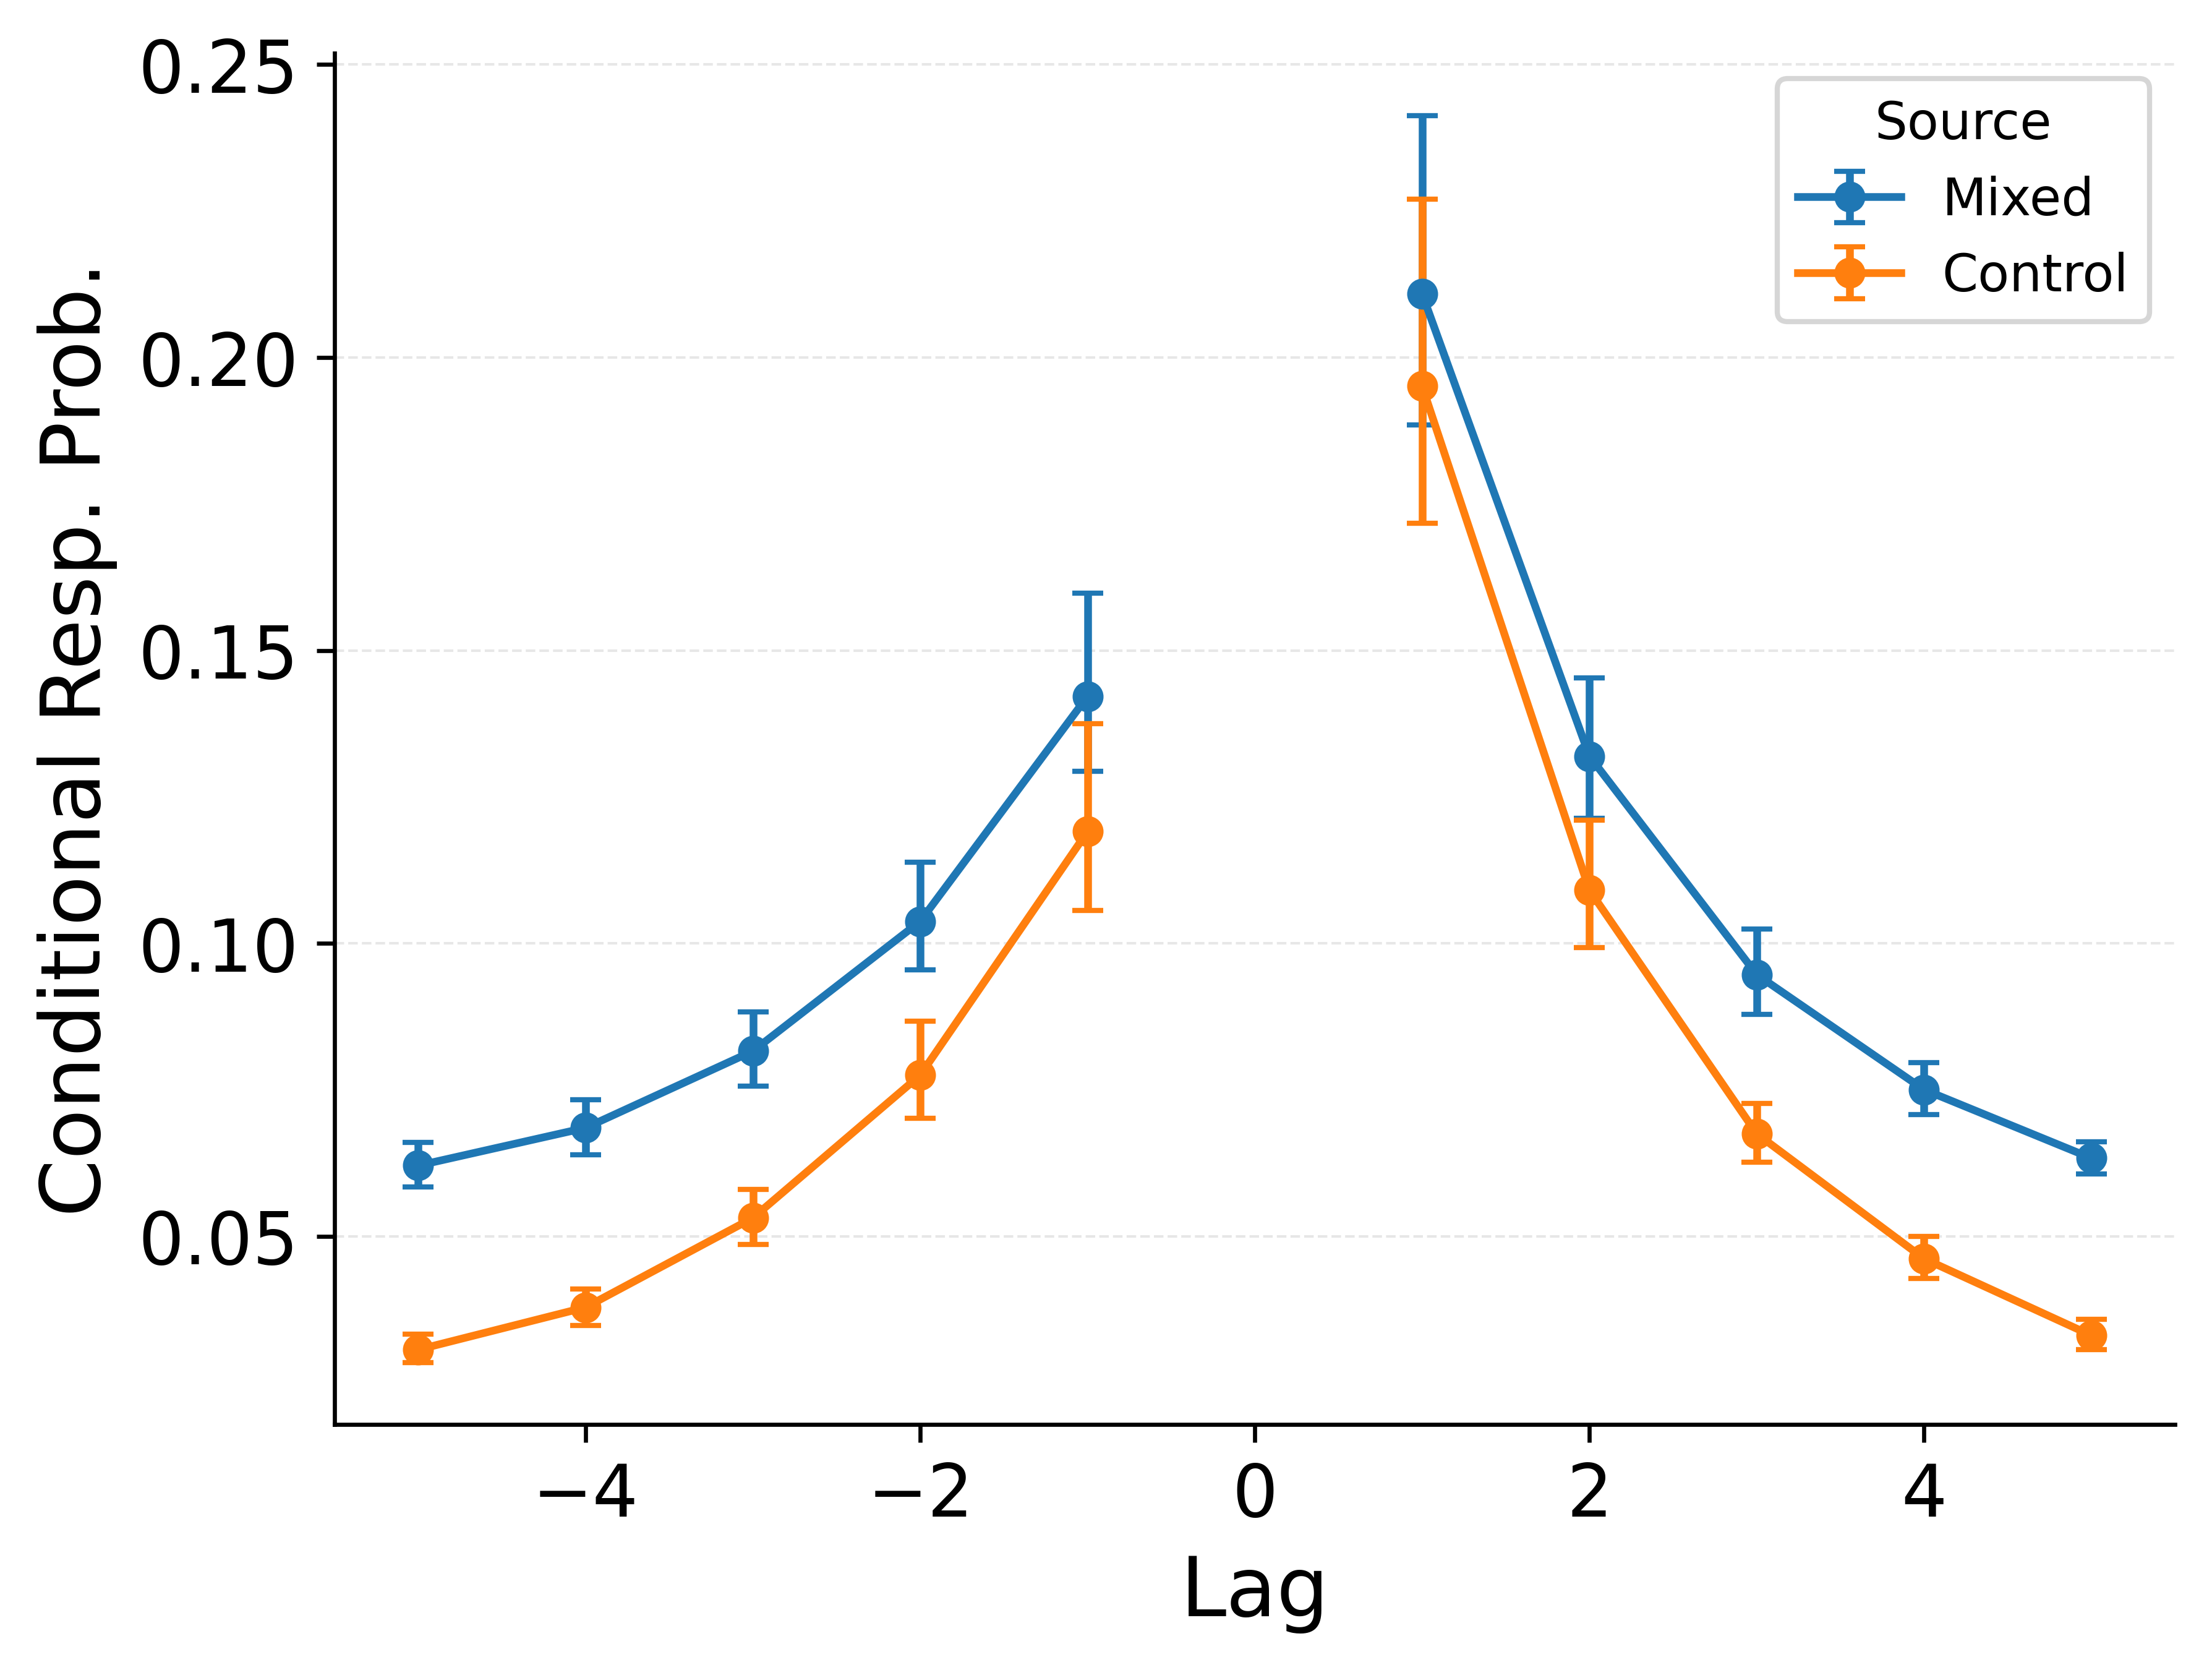 Conditional Resp. Prob.
0.25
0.20
0.15
0.10
0.05
Source
Mixed
Control
−4
−2
0
2
4
Lag